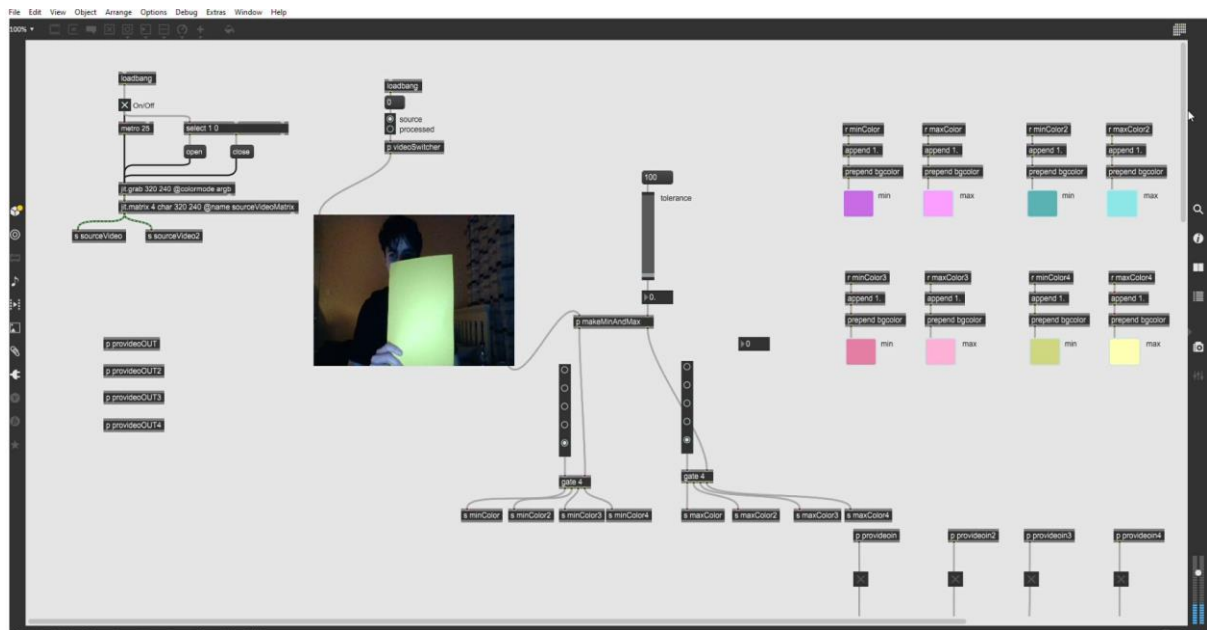 File Edit View Object Arrange Options Debug Extras Window Help
100%
loadbang
On/Off
metro 25
select 1 0
open
close
jit.grab 320 240 @colormode argb
jit.matrix 4 char 320 240 @name sourceVideoMatrix
s sourceVideo
s sourceVideo2
loadbang
0
source
processed
p videoSwitcher
p provideoOUT
p provideoOUT2
p provideoOUT3
p provideoOUT4
100
tolerance
0.
p makeMinAndMax
0
gate 4
gate 4
s minColor
s minColor2
s minColor3
s minColor4
s maxColor
s maxColor2
s maxColor3
s maxColor4
r minColor
append 1.
prepend bgcolor
min
r maxColor
append 1.
prepend bgcolor
max
r minColor2
append 1.
prepend bgcolor
min
r maxColor2
append 1.
prepend bgcolor
max
r minColor3
append 1.
prepend bgcolor
min
r maxColor3
append 1.
prepend bgcolor
max
r minColor4
append 1.
prepend bgcolor
min
r maxColor4
append 1.
prepend bgcolor
max
p provideoin
p provideoin2
p provideoin3
p provideoin4